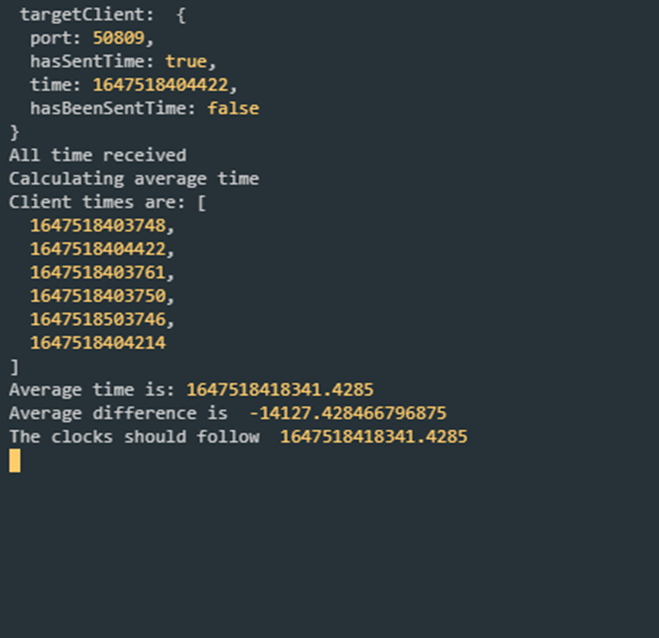 targetClient:  {
port: 50809,
hasSentTime: true,
time: 1647518404422,
hasBeenSentTime: false
}
All time received
Calculating average time
Client times are: [
1647518403748,
1647518404422,
1647518403761,
1647518403750,
1647518503746,
1647518404214
]
Average time is: 1647518418341.4285
Average difference is  -14127.428466796875
The clocks should follow  1647518418341.4285